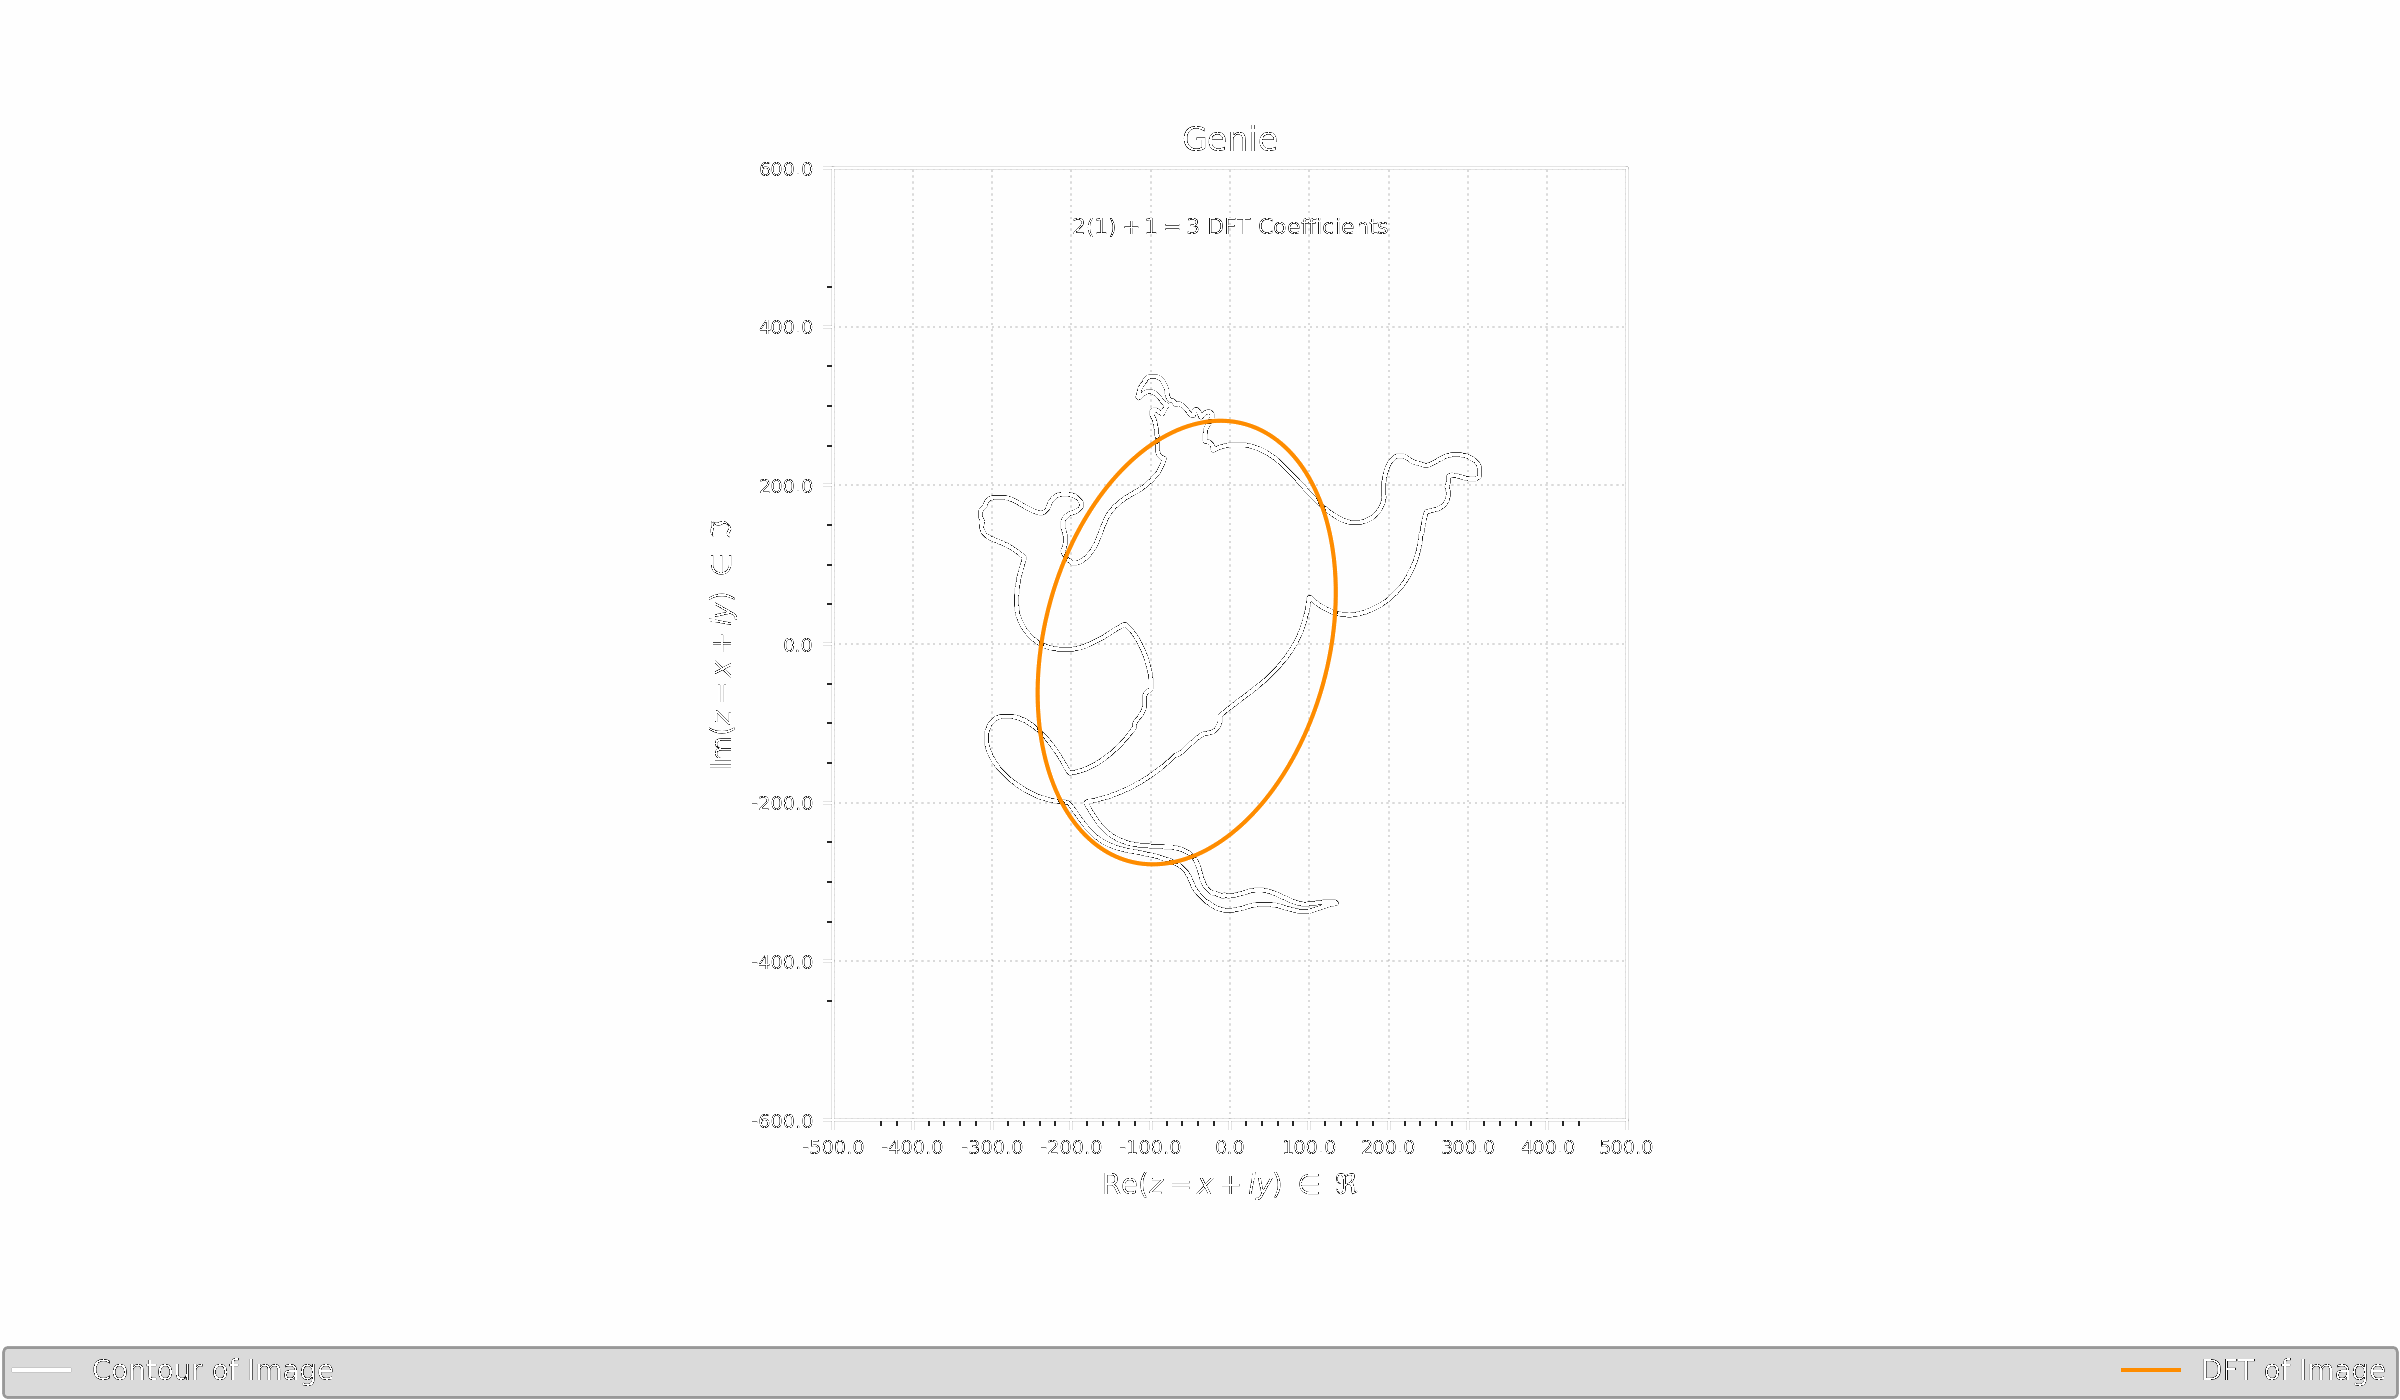 Genie
2(1) + 1 = 3 DFT Coefficients
600.0
400.0
200.0
0.0
-200.0
-400.0
-600.0
Im(z = x + iy) ∈ ℑ
-500.0 -400.0 -300.0 -200.0 -100.0 0.0 100.0 200.0 300.0 400.0 500.0
Re(z = x + iy) ∈ ℜ
Contour of Image
DFT of Image